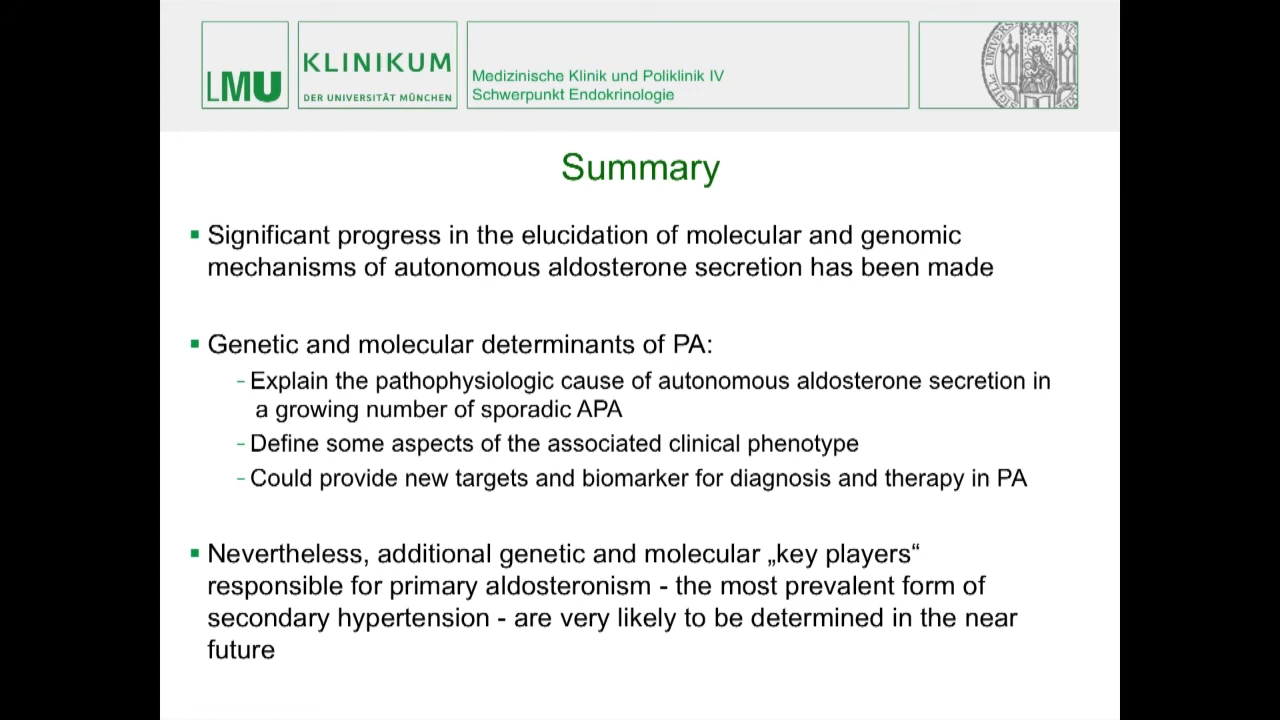 LMU
KLINIKUM
DER UNIVERSITÄT MÜNCHEN
Medizinische Klinik und Poliklinik IV
Schwerpunkt Endokrinologie
Summary
Significant progress in the elucidation of molecular and genomic
mechanisms of autonomous aldosterone secretion has been made
Genetic and molecular determinants of PA:
- Explain the pathophysiologic cause of autonomous aldosterone secretion in
a growing number of sporadic APA
- Define some aspects of the associated clinical phenotype
- Could provide new targets and biomarker for diagnosis and therapy in PA
Nevertheless, additional genetic and molecular „key players“
responsible for primary aldosteronism - the most prevalent form of
secondary hypertension - are very likely to be determined in the near
future